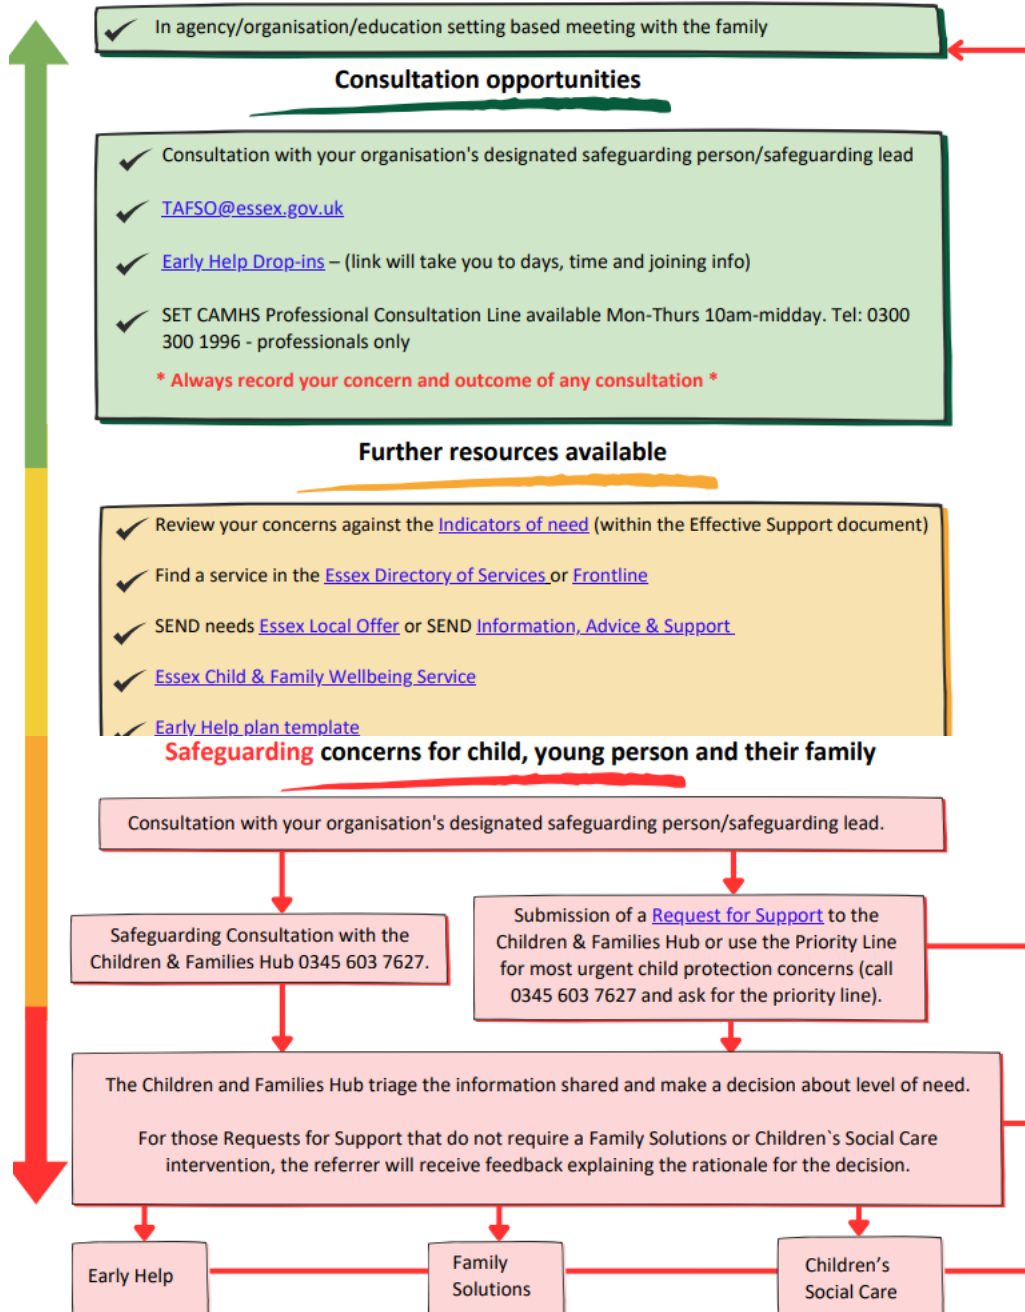 In agency/organisation/education setting based meeting with the family
Consultation opportunities
Consultation with your organisation's designated safeguarding person/safeguarding lead
TAFSO@essex.gov.uk
Early Help Drop-ins – (link will take you to days, time and joining info)
SET CAMHS Professional Consultation Line available Mon-Thurs 10am-midday. Tel: 0300
300 1996 - professionals only
* Always record your concern and outcome of any consultation *
Further resources available
Review your concerns against the Indicators of need (within the Effective Support document)
Find a service in the Essex Directory of Services or Frontline
SEND needs Essex Local Offer or SEND Information, Advice & Support
Essex Child & Family Wellbeing Service
Early Help plan template
Safeguarding concerns for child, young person and their family
Consultation with your organisation's designated safeguarding person/safeguarding lead.
Safeguarding Consultation with the
Children & Families Hub 0345 603 7627.
Submission of a Request for Support to the
Children & Families Hub or use the Priority Line
for most urgent child protection concerns (call
0345 603 7627 and ask for the priority line).
The Children and Families Hub triage the information shared and make a decision about level of need.
For those Requests for Support that do not require a Family Solutions or Children`s Social Care
intervention, the referrer will receive feedback explaining the rationale for the decision.
Early Help
Family
Solutions
Children’s
Social Care